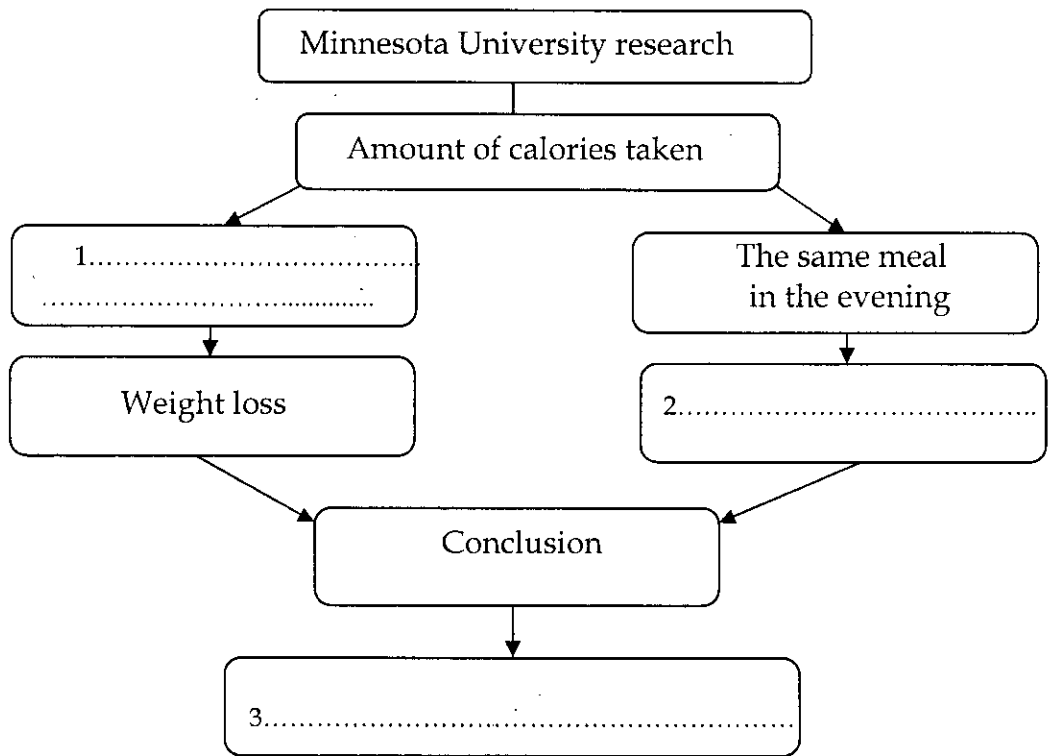 Minnesota University research
Amount of calories taken
1.......................................
.......................................
The same meal
in the evening
Weight loss
2.......................................
Conclusion
3...............................................................